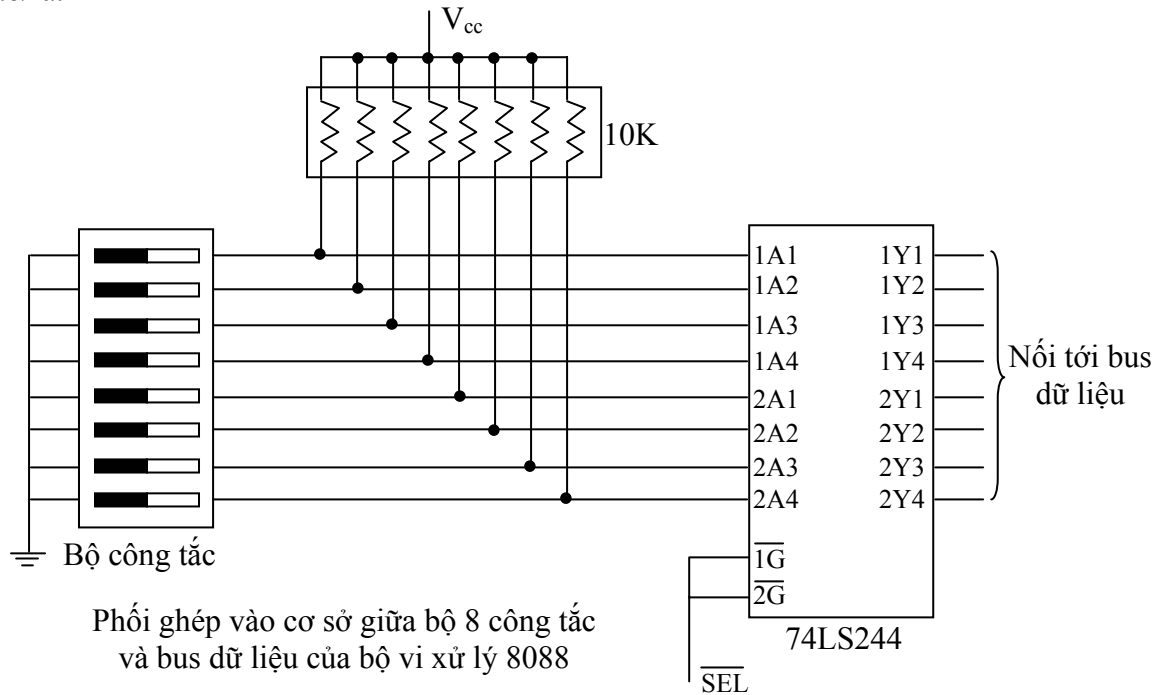 V_cc
10K
1A1 1Y1
1A2 1Y2
1A3 1Y3
1A4 1Y4
2A1 2Y1
2A2 2Y2
2A3 2Y3
2A4 2Y4
Nối tới bus
dữ liệu
1G̅
2G̅
Bộ công tắc
74LS244
Phối ghép vào cơ sở giữa bộ 8 công tắc
và bus dữ liệu của bộ vi xử lý 8088
S̅E̅L̅